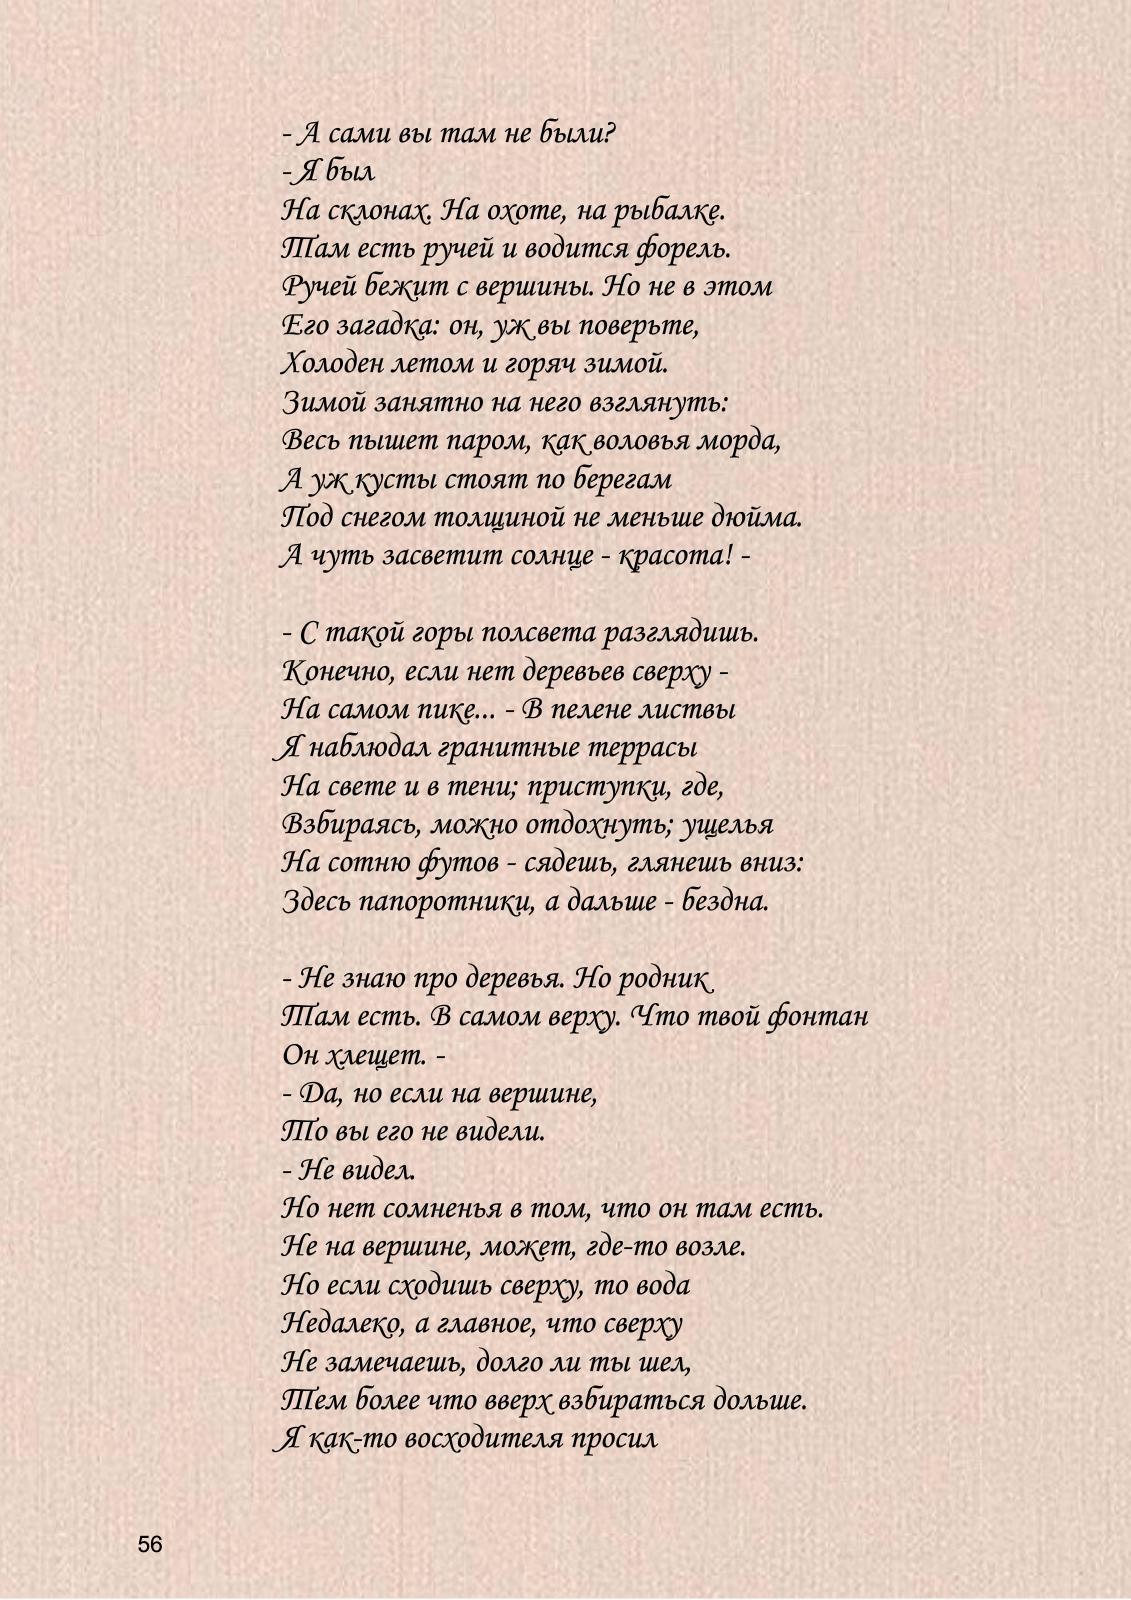 - А сами вы там не были?
- Я был
На склонах. На охоте, на рыбалке.
Там есть ручей и водится форель.
Ручей бежит с вершины. Но не в этом
Его загадка: он, уж вы поверьте,
Холоден летом и горяч зимой.
Зимой занятно на него взглянуть:
Весь пышет паром, как воловья морда,
А уж кусты стоят по берегам
Под снегом толщиной не меньше дюйма.
А чуть засветит солнце - красота! -
- С такой горы полсвета разглядишь.
Конечно, если нет деревьев сверху -
На самом пике... - В пелене листвы
Я наблюдал гранитные террасы
На свете и в тени; приступки, где,
Взбираясь, можно отдохнуть; ущелья
На сотню футов - сядешь, глянешь вниз:
Здесь папоротники, а дальше - бездна.
- Не знаю про деревья. Но родник
Там есть. В самом верху. Что твой фонтан
Он хлещет. -
- Да, но если на вершине,
То вы его не видели.
- Не видел.
Но нет сомненья в том, что он там есть.
Не на вершине, может, где-то возле.
Но если сходишь сверху, то вода
Недалеко, а главное, что сверху
Не замечаешь, долго ли ты шел,
Тем более что вверх взбираться дольше.
Я как-то восходителя просил
56